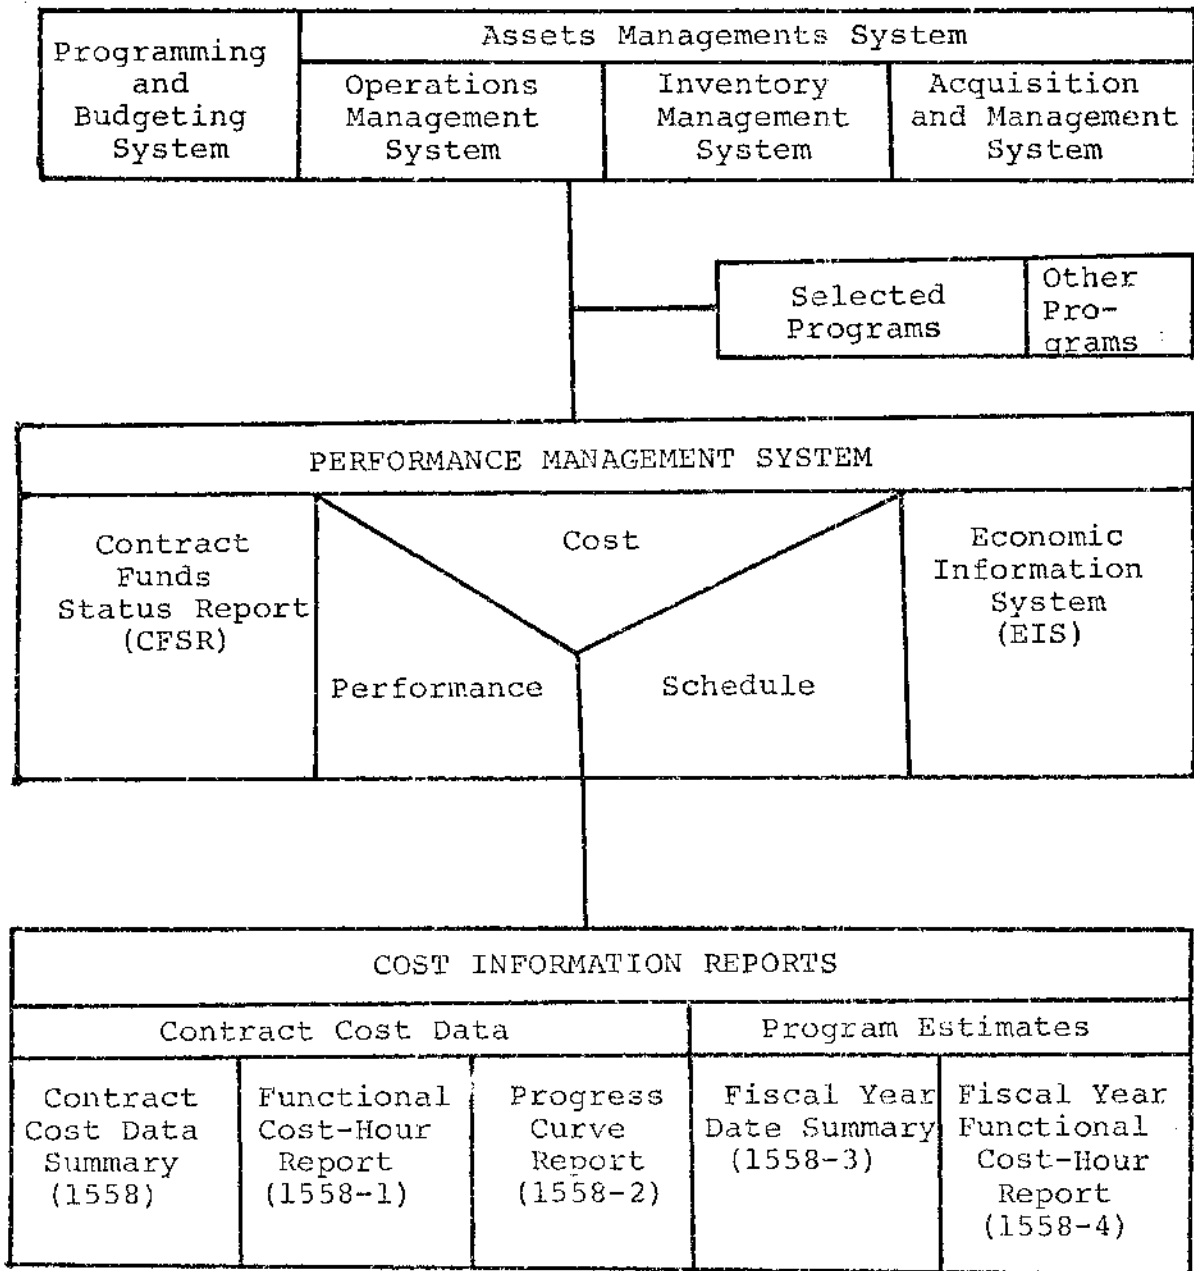 Programming
and
Budgeting
System
Assets Managements System
Operations
Management
System
Inventory
Management
System
Acquisition
and Management
System
Selected
Programs
Other
Pro-
grams
PERFORMANCE MANAGEMENT SYSTEM
Contract
Funds
Status Report
(CFSR)
Cost
Performance
Schedule
Economic
Information
System
(EIS)
COST INFORMATION REPORTS
Contract Cost Data
Program Estimates
Contract
Cost Data
Summary
(1558)
Functional
Cost-Hour
Report
(1558-1)
Progress
Curve
Report
(1558-2)
Fiscal Year
Date Summary
(1558-3)
Fiscal Year
Functional
Cost-Hour
Report
(1558-4)